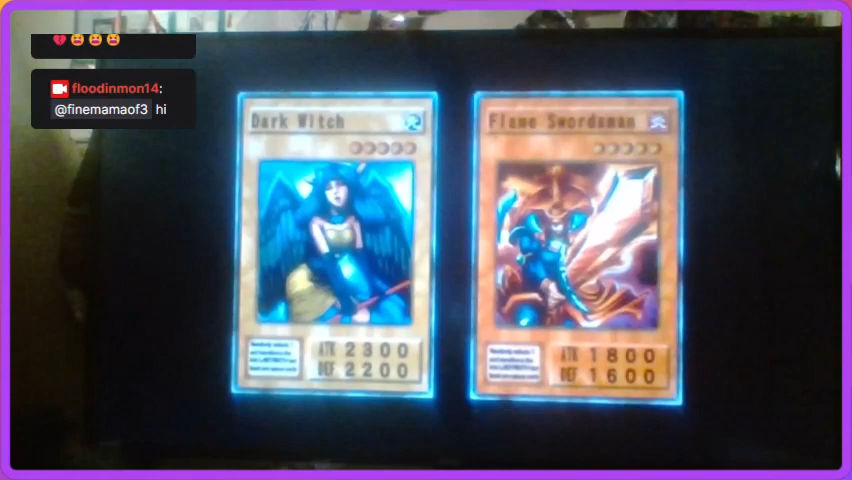 floodinmon14:
@finemamaof3 hi
Dark Witch
Flame Swordsman
ATK 2300
DEF 2200
ATK 1800
DEF 1600